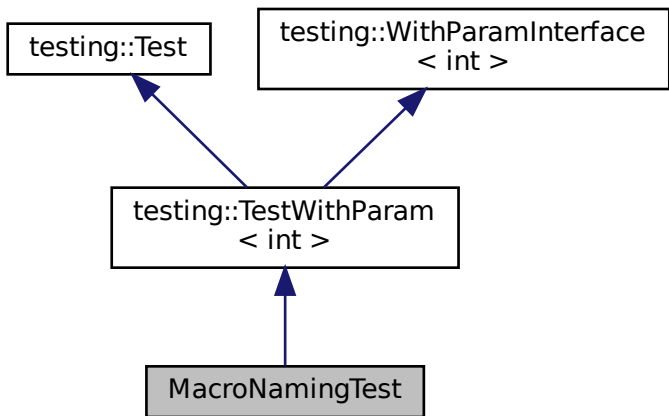 testing::Test
testing::WithParamInterface
< int >
testing::TestWithParam
< int >
MacroNamingTest